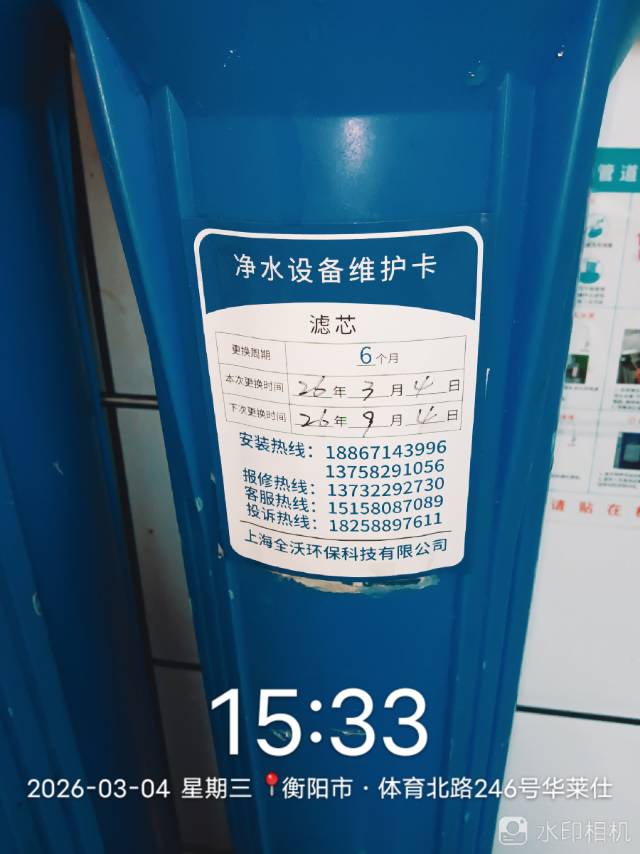 净水设备维护卡
滤芯
更换周期 6个月
本次更换时间 26年3月4日
下次更换时间 26年9月4日
安装热线：18867143996
13758291056
报修热线：13732292730
客服热线：15158087089
投诉热线：18258897611
上海全沃环保科技有限公司
管道
请贴在
15:33
2026-03-04 星期三 衡阳市·体育北路246号华莱仕
水印相机